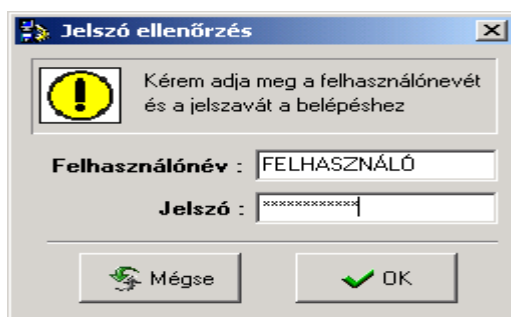 Jelszó ellenőrzés
Kérem adja meg a felhasználónevét
és a jelszavát a belépéshez
Felhasználónév : FELHASZNÁLÓ
Jelszó : ************
Mégse OK